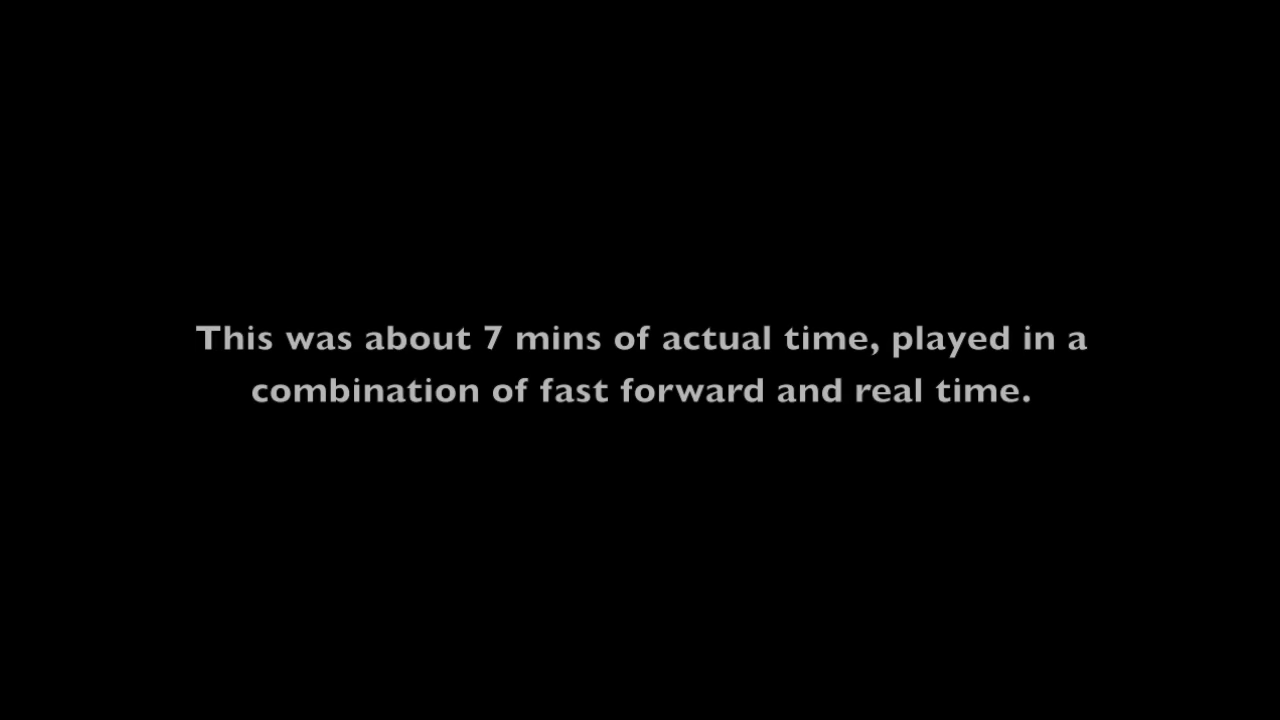 This was about 7 mins of actual time, played in a
combination of fast forward and real time.